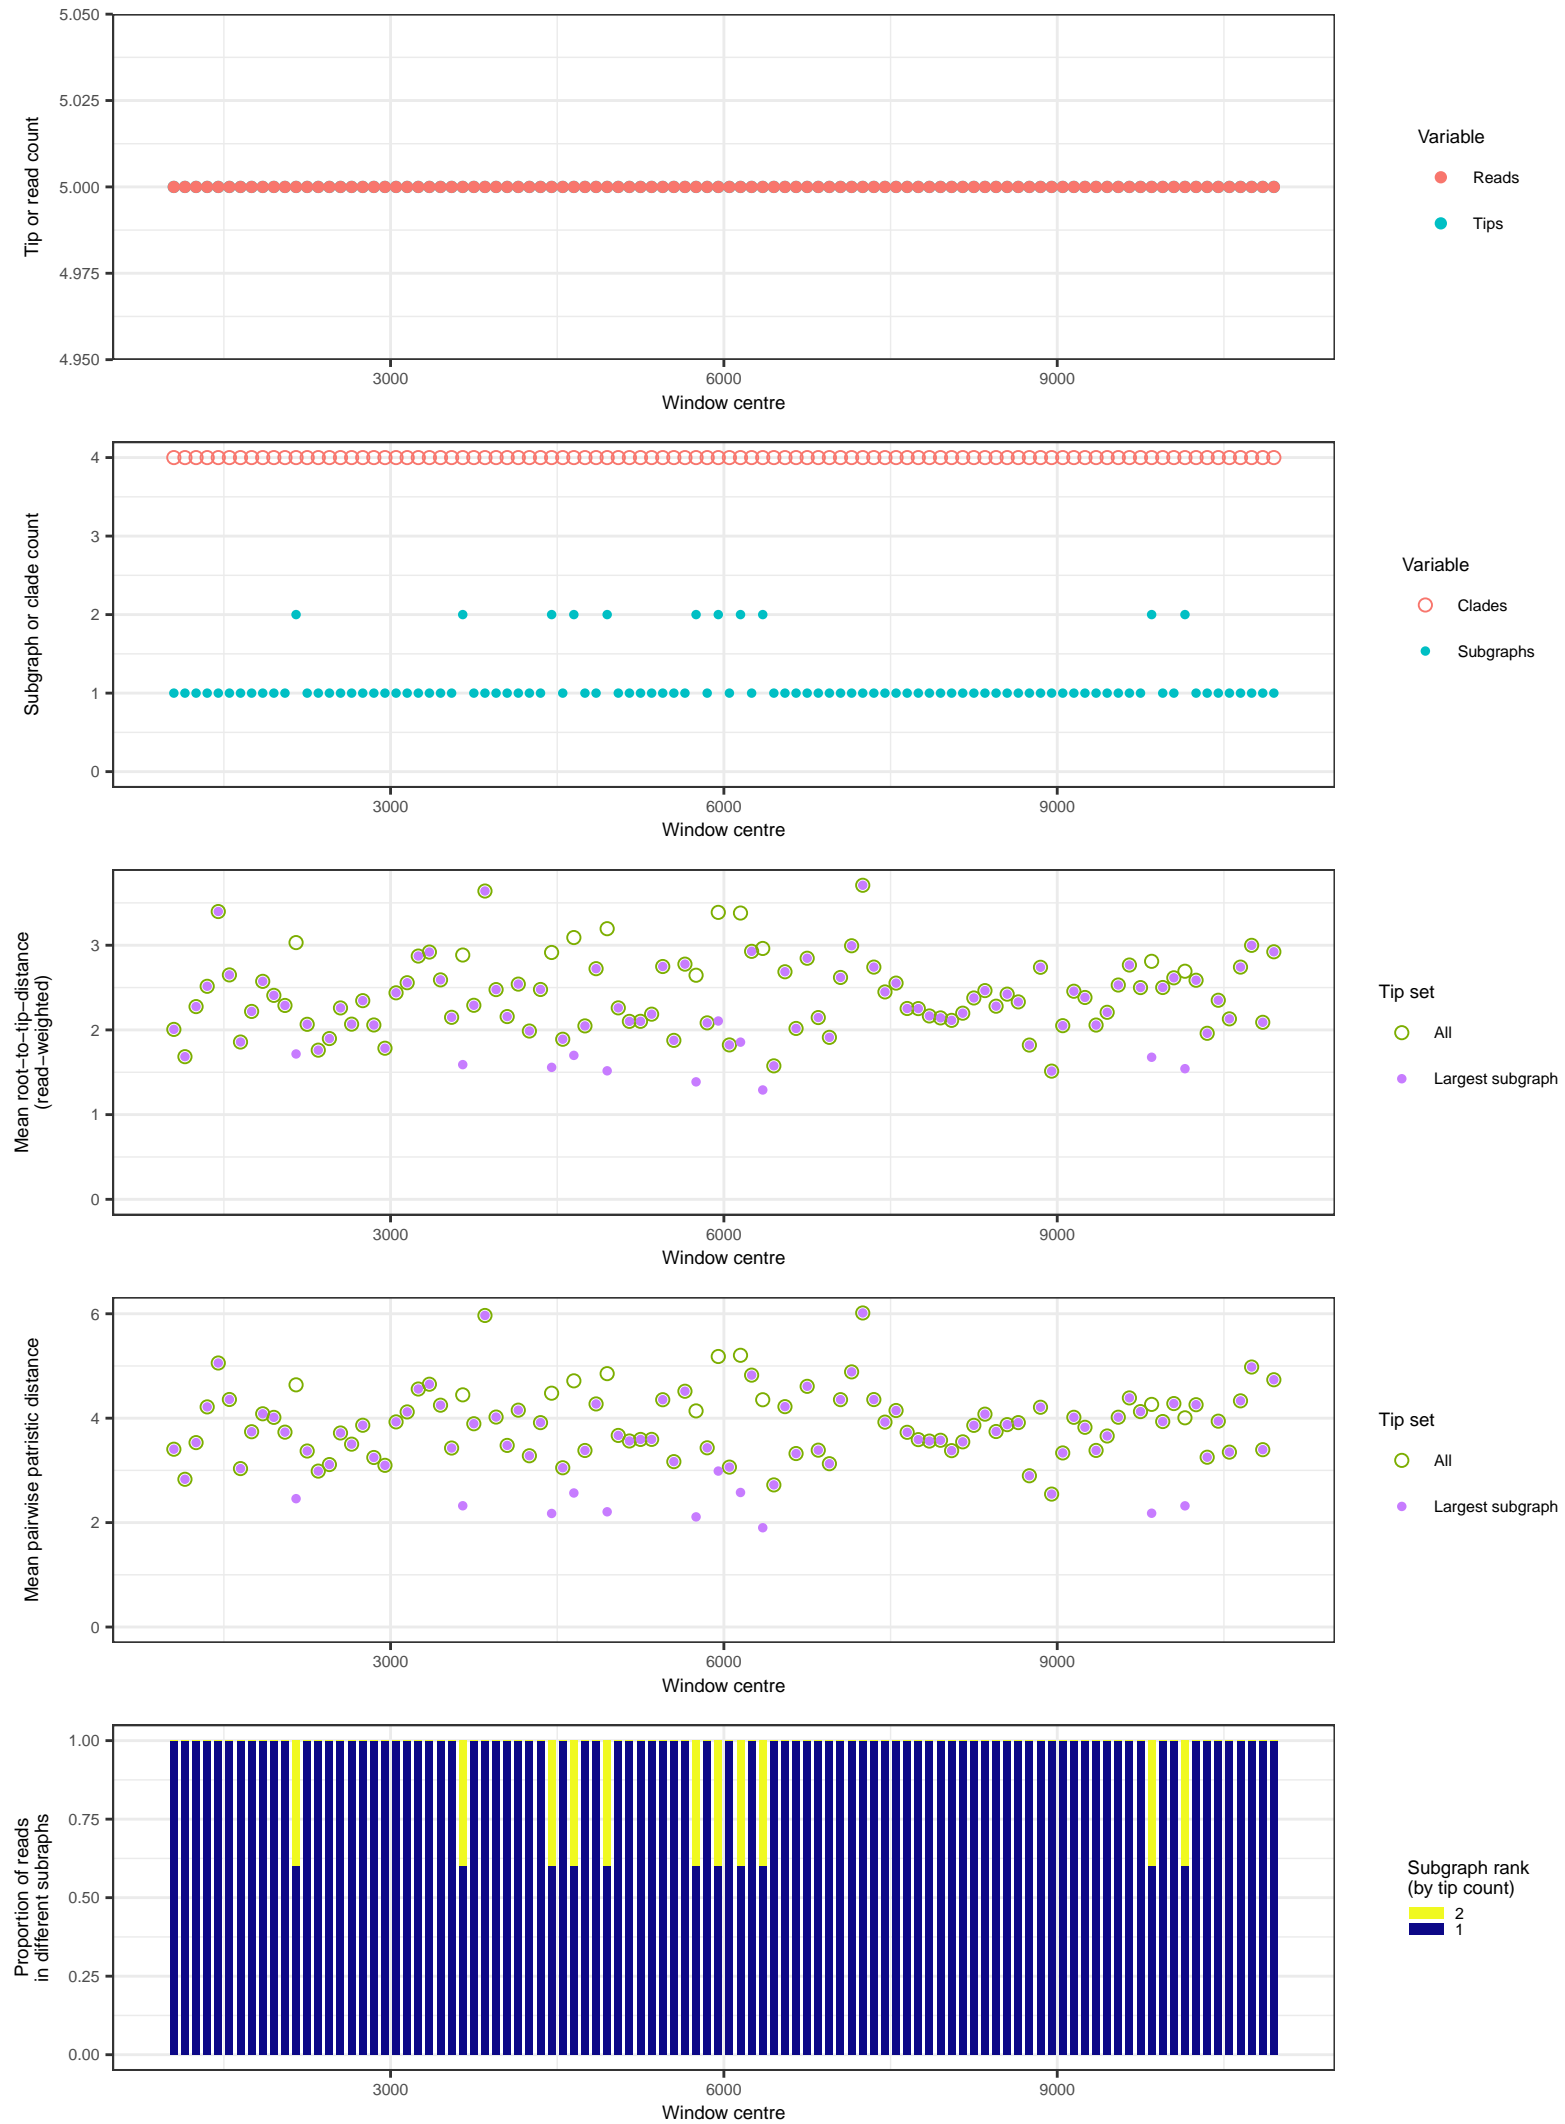 5.050
5.025
5.000
4.975
4.950
Tip or read count
3000 6000 9000
Window centre
Variable
Reads
Tips
4
3
2
1
0
Subgraph or clade count
3000 6000 9000
Window centre
Variable
Clades
Subgraphs
3
2
1
0
Mean root−to−tip−distance
(read−weighted)
3000 6000 9000
Window centre
Tip set
All
Largest subgraph
6
4
2
0
Mean pairwise patristic distance
3000 6000 9000
Window centre
Tip set
All
Largest subgraph
1.00
0.75
0.50
0.25
0.00
Proportion of reads
in different subraphs
3000 6000 9000
Window centre
Subgraph rank
(by tip count)
2
1